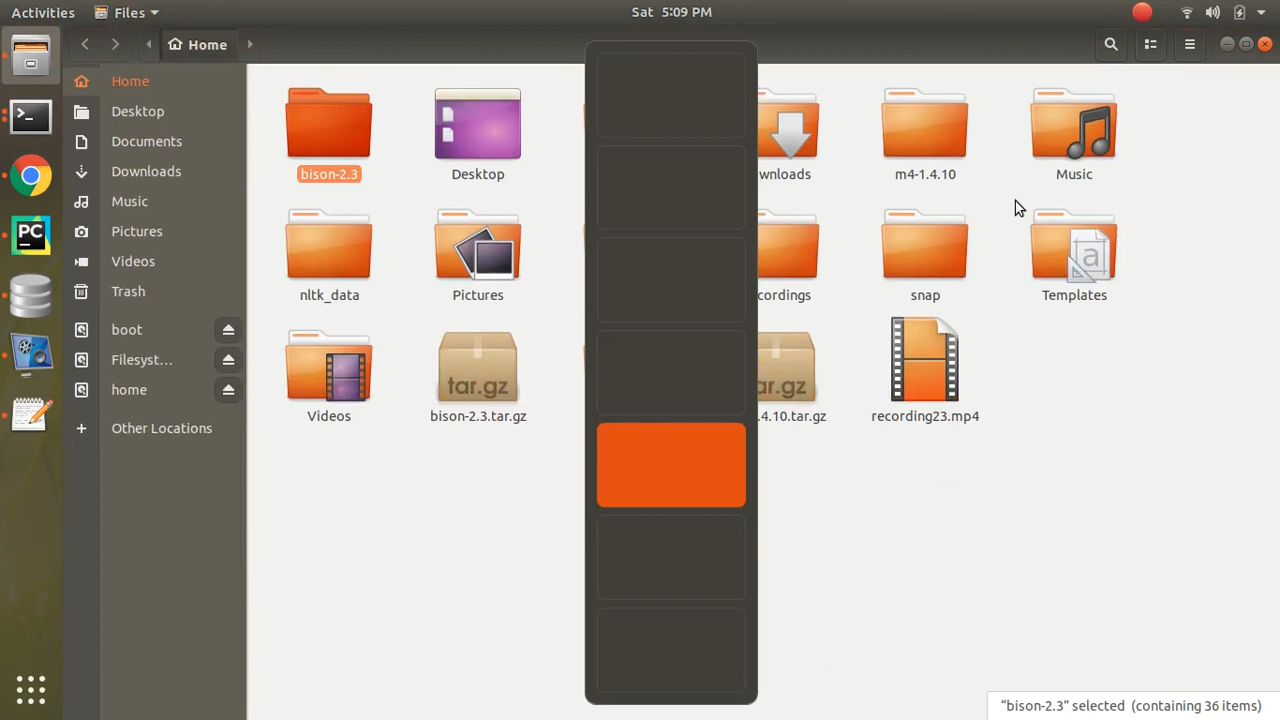 Activities
Files
Sat 5:09 PM
Home
Home
Desktop
Documents
Downloads
Music
Pictures
Videos
Trash
boot
Filesyst...
home
Other Locations
bison-2.3
Desktop
wnloads
m4-1.4.10
Music
nltk_data
Pictures
cordings
snap
Templates
a
Videos
tar.gz
bison-2.3.tar.gz
ar.gz
.4.10.tar.gz
recording23.mp4
PC
"bison-2.3" selected (containing 36 items)